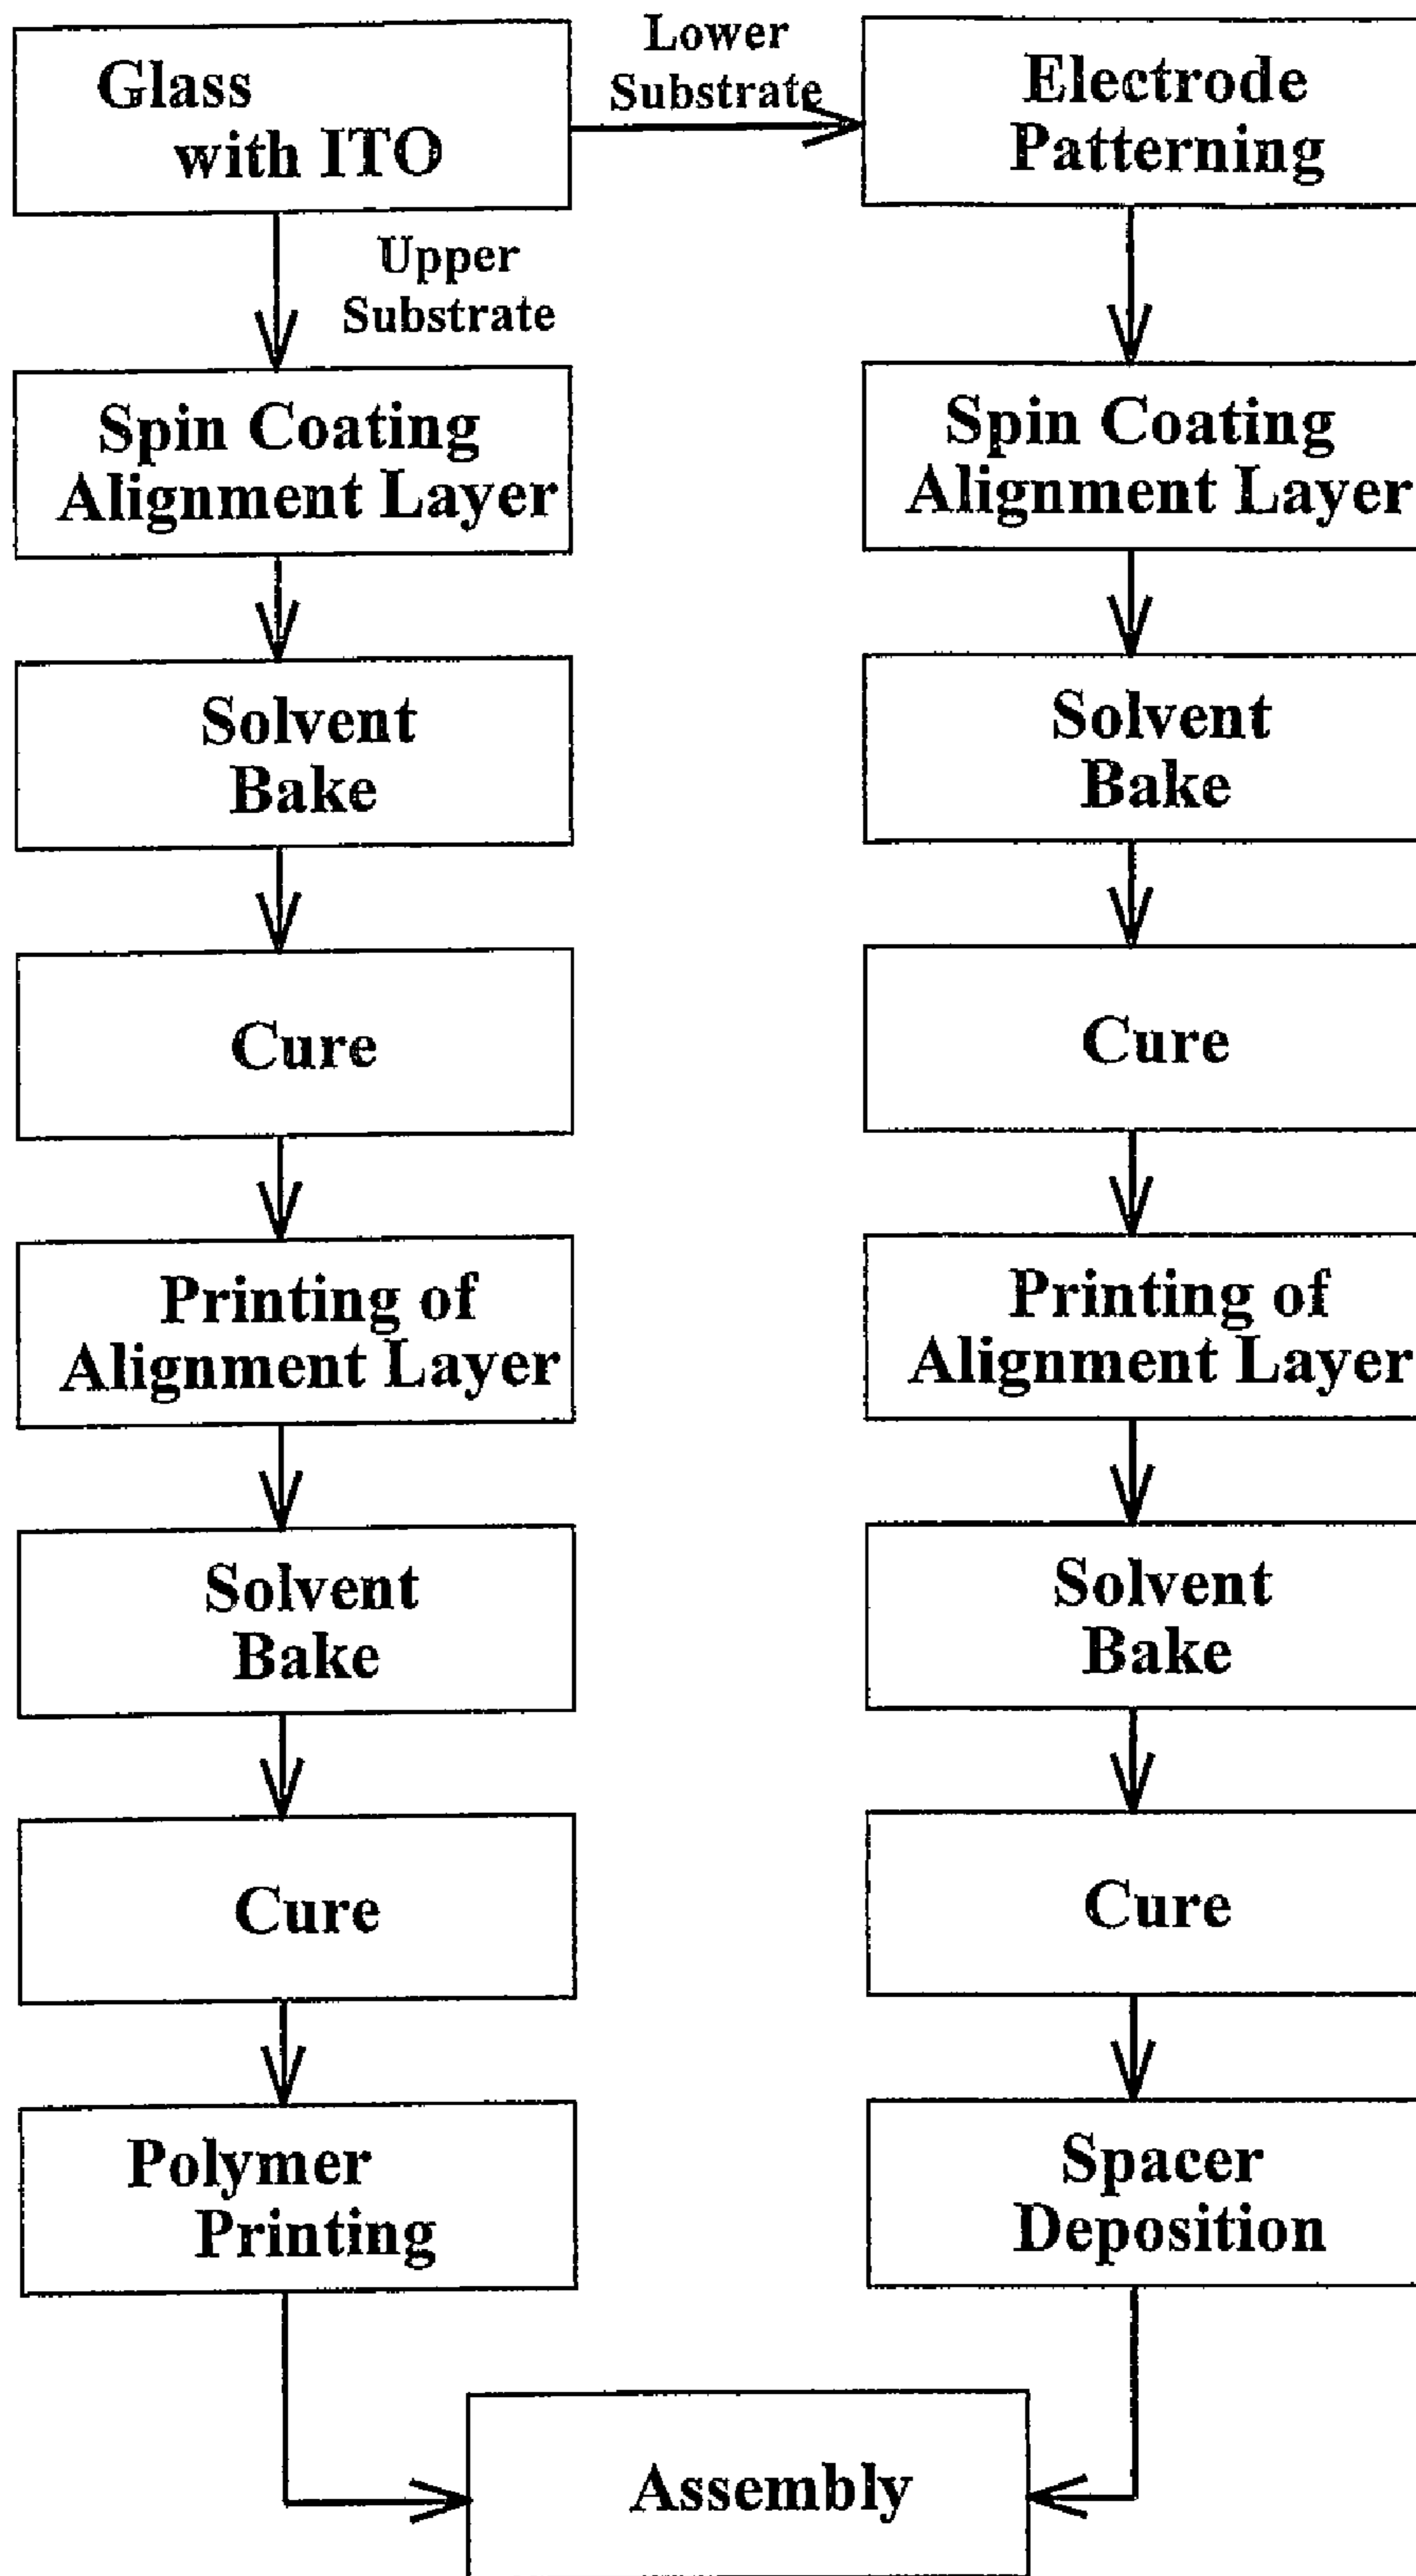 Glass
with ITO
Lower
Substrate
Electrode
Patterning
Upper
Substrate
Spin Coating
Alignment Layer
Spin Coating
Alignment Layer
Solvent
Bake
Solvent
Bake
Cure
Cure
Printing of
Alignment Layer
Printing of
Alignment Layer
Solvent
Bake
Solvent
Bake
Cure
Cure
Polymer
Printing
Spacer
Deposition
Assembly